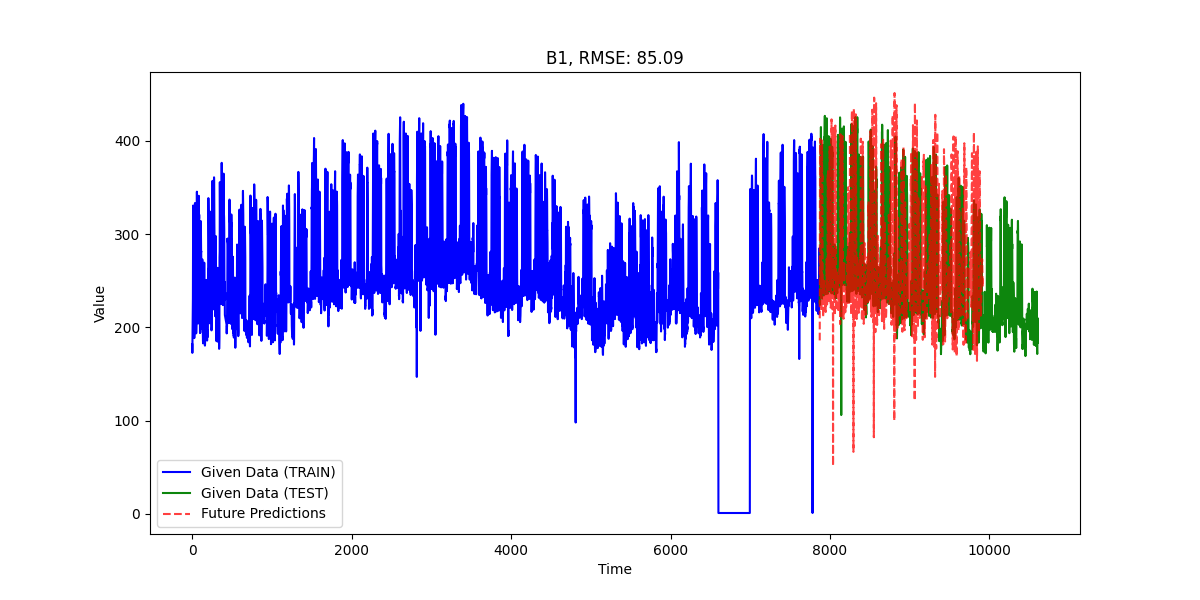 B1, RMSE: 85.09
Value
400
300
200
100
0
Given Data (TRAIN)
Given Data (TEST)
Future Predictions
0 2000 4000 6000 8000 10000
Time